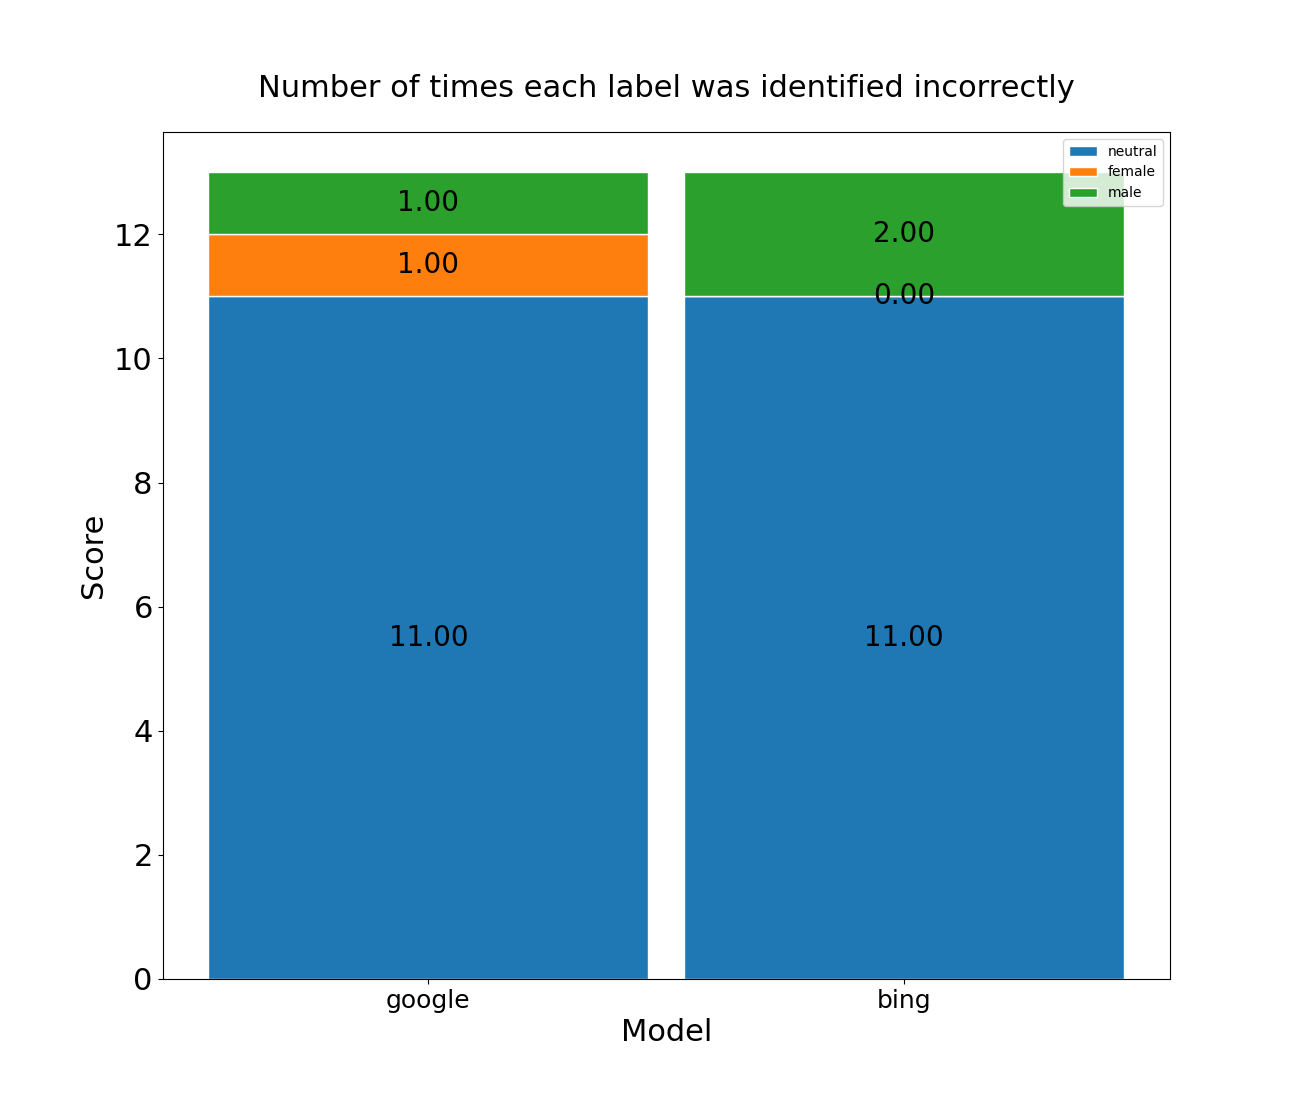 Number of times each label was identified incorrectly
neutral
female
male
1.00
2.00
12
1.00
0.00
10
8
11.00
11.00
6
Score
4
2
0
google
bing
Model